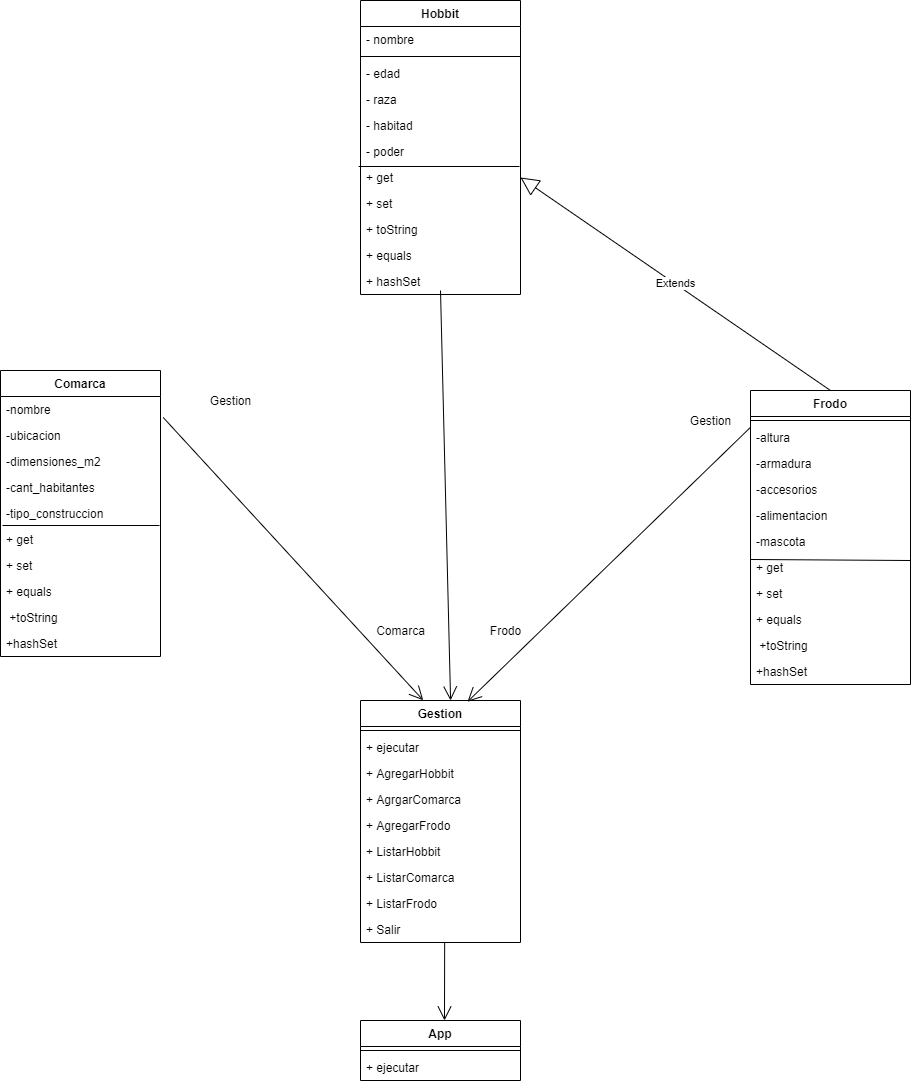 Hobbit
- nombre
- edad
- raza
- habitad
- poder
+ get
+ set
+ toString
+ equals
+ hashSet
Extends
Comarca
-nombre
-ubicacion
-dimensiones_m2
-cant_habitantes
-tipo_construccion
+ get
+ set
+ equals
+toString
+hashSet
Gestion
Comarca
Gestion
Frodo
Frodo
-altura
-armadura
-accesorios
-alimentacion
-mascota
+ get
+ set
+ equals
+toString
+hashSet
Gestion
+ ejecutar
+ AgregarHobbit
+ AgrgarComarca
+ AgregarFrodo
+ ListarHobbit
+ ListarComarca
+ ListarFrodo
+ Salir
App
+ ejecutar